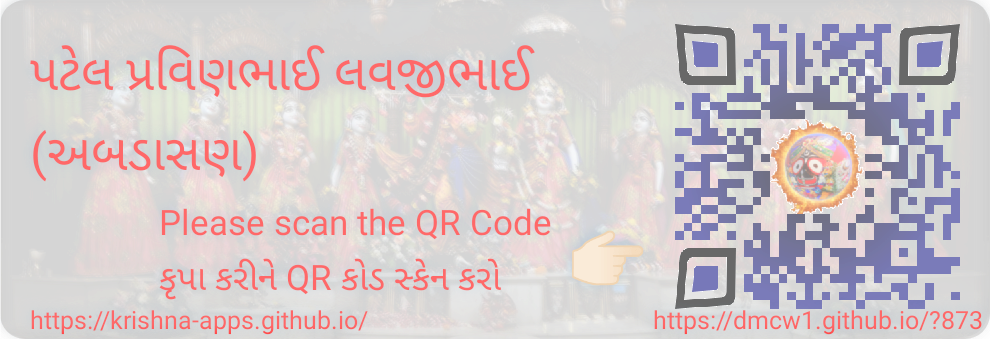 પટેલ પ્રવિણભાઈ લવજીભાઈ
(અબડાસણ)
Please scan the QR Code
કૃપા કરીને QR કોડ સ્કેન કરો
https://krishna-apps.github.io/
https://dmcw1.github.io/?873